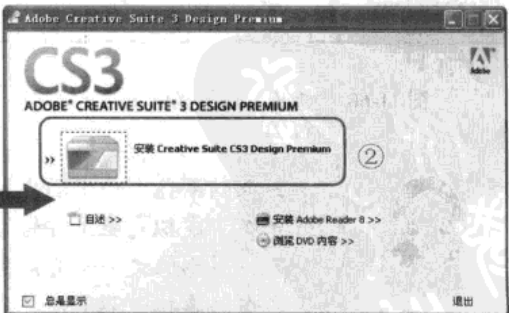 Adobe Creative Suite 3 Design Premium
CS3
Adobe
ADOBE® CREATIVE SUITE® 3 DESIGN PREMIUM
>> 安装 Creative Suite CS3 Design Premium
②
自述 >>
安装 Adobe Reader 8 >>
浏览 DVD 内容 >>
总是显示
退出